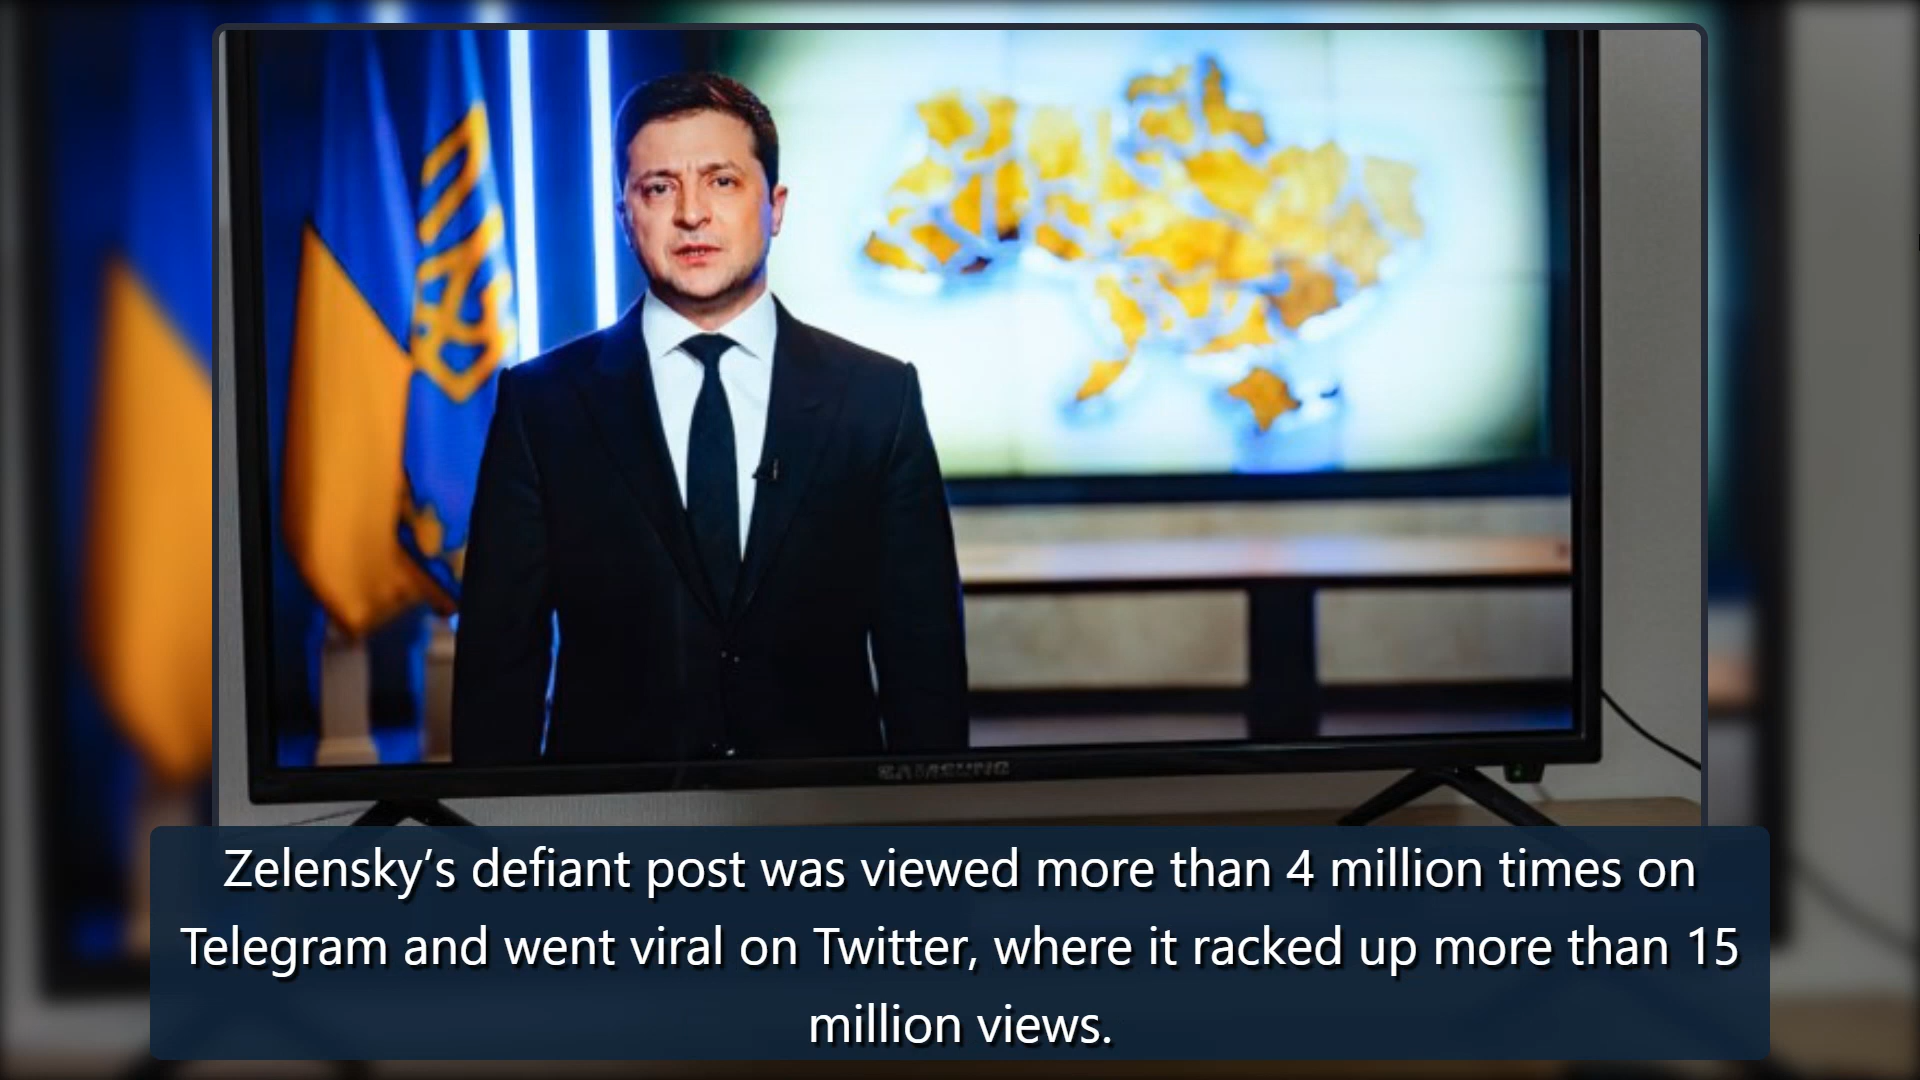 SAMSUNG
Zelensky’s defiant post was viewed more than 4 million times on
Telegram and went viral on Twitter, where it racked up more than 15
million views.